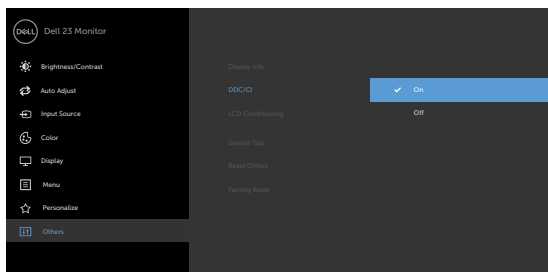 DELL Dell 23 Monitor
Brightness/Contrast
Auto Adjust
Input Source
Color
Display
Menu
Personalize
Others
Display Info
DDC/CI
LCD Conditioning
Service Tag
Reset Others
Factory Reset
On
Off